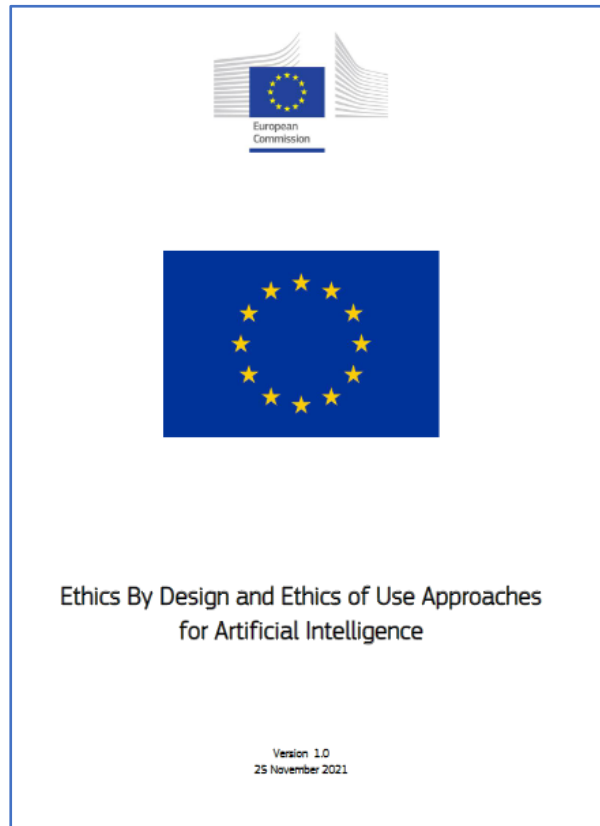 European
Commission
Ethics By Design and Ethics of Use Approaches
for Artificial Intelligence
Version 1.0
25 November 2021